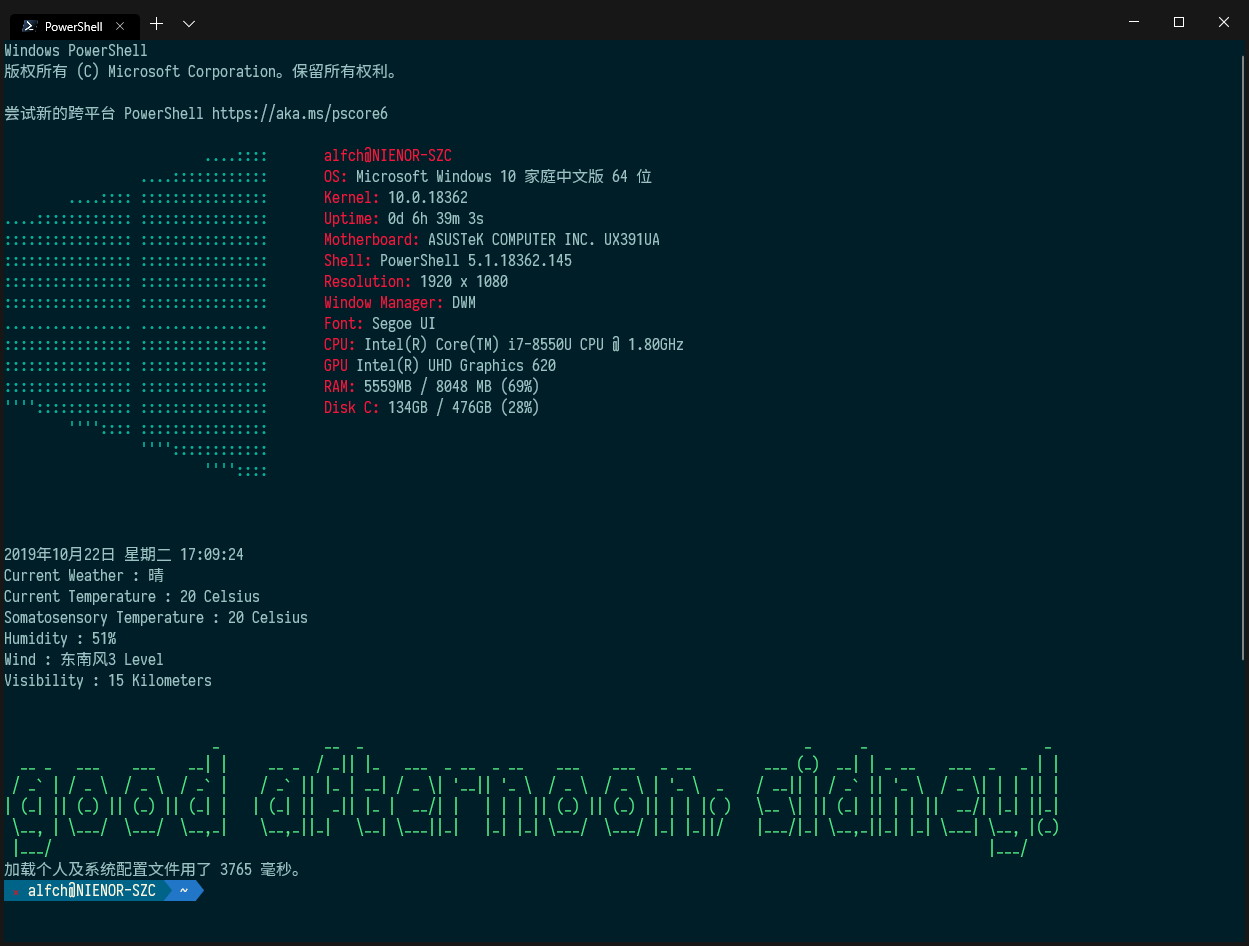 PowerShell
Windows PowerShell
版权所有 (C) Microsoft Corporation。保留所有权利。
尝试新的跨平台 PowerShell https://aka.ms/pscore6
alfch@NIENOR-SZC
OS: Microsoft Windows 10 家庭中文版 64 位
Kernel: 10.0.18362
Uptime: 0d 6h 39m 3s
Motherboard: ASUSTeK COMPUTER INC. UX391UA
Shell: PowerShell 5.1.18362.145
Resolution: 1920 x 1080
Window Manager: DWM
Font: Segoe UI
CPU: Intel(R) Core(TM) i7-8550U CPU @ 1.80GHz
GPU Intel(R) UHD Graphics 620
RAM: 5559MB / 8048 MB (69%)
Disk C: 134GB / 476GB (28%)
2019年10月22日 星期二 17:09:24
Current Weather : 晴
Current Temperature : 20 Celsius
Somatosensory Temperature : 20 Celsius
Humidity : 51%
Wind : 东南风3 Level
Visibility : 15 Kilometers
good afternoon, sidney!
加载个人及系统配置文件用了 3765 毫秒。
× alfch@NIENOR-SZC ~